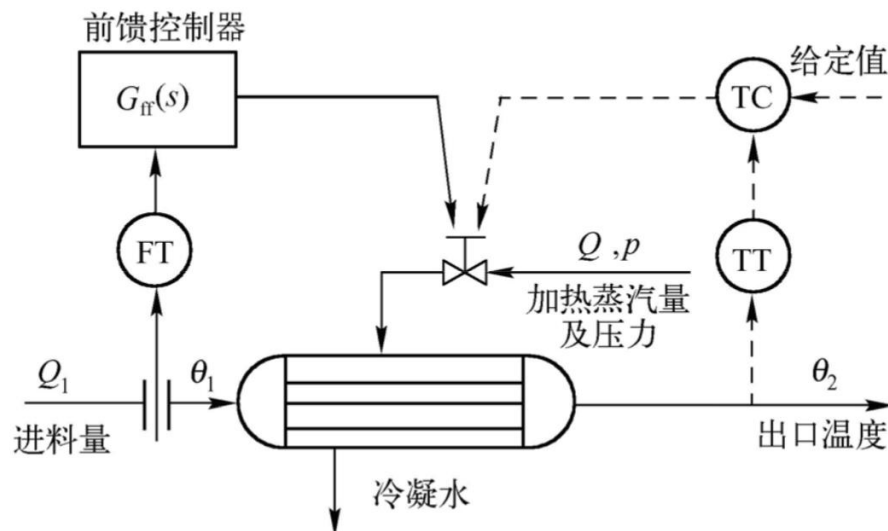 前馈控制器
G_ff(s)
给定值
TC
FT
TT
Q ,p
加热蒸汽量
及压力
Q₁
θ₁
θ₂
进料量
出口温度
冷凝水